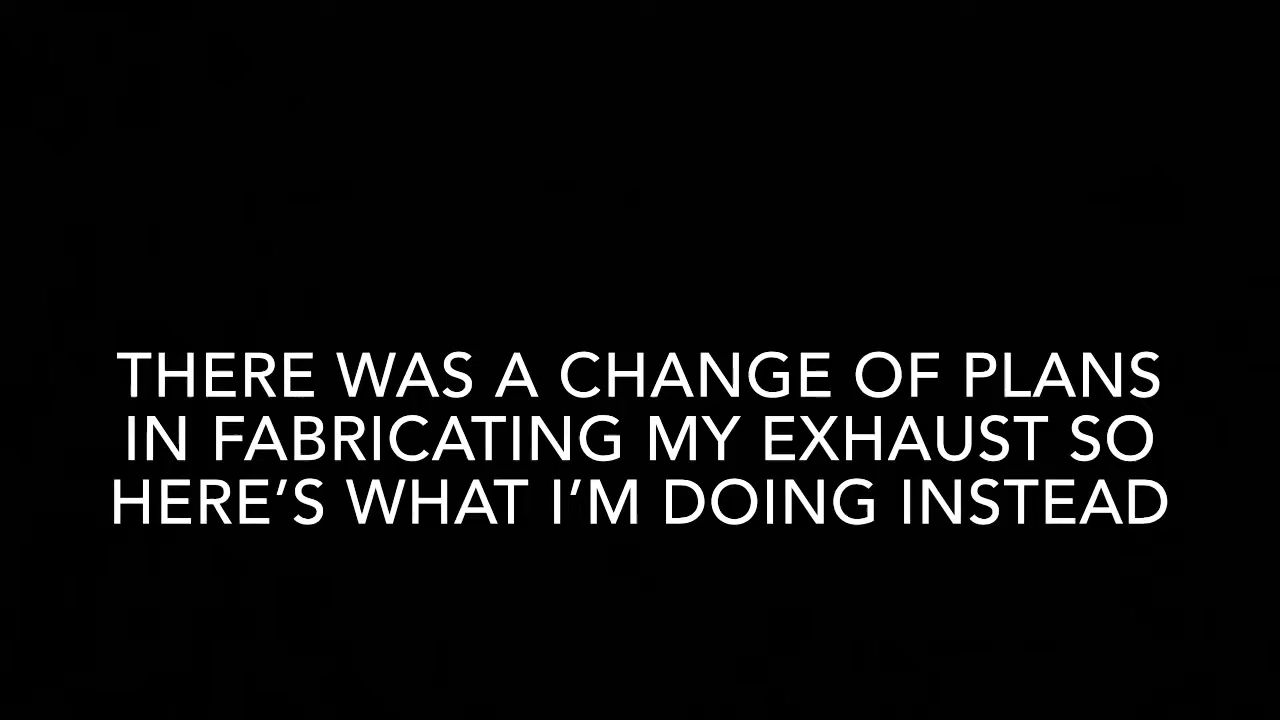 THERE WAS A CHANGE OF PLANS
IN FABRICATING MY EXHAUST SO
HERE’S WHAT I’M DOING INSTEAD